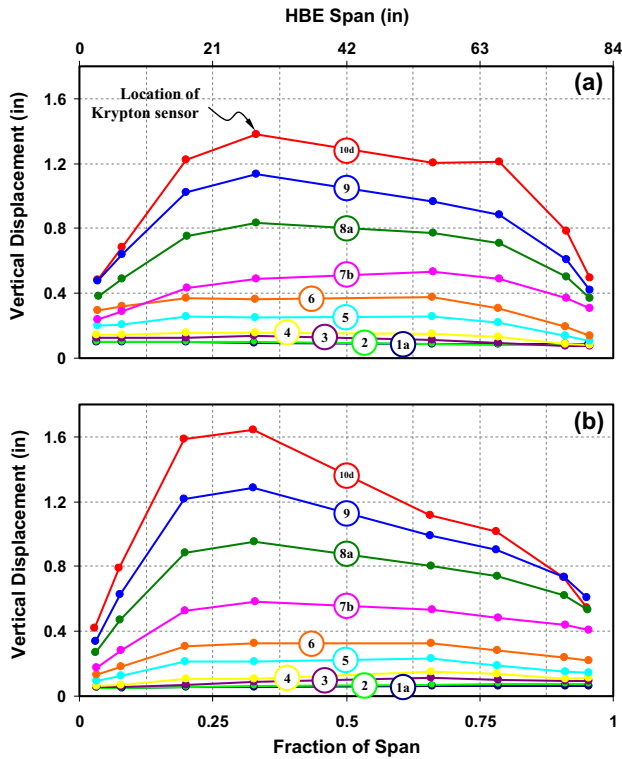 HBE Span (in)
0 21 42 63 84
(a)
Location of
Krypton sensor
1.6
1.2
0.8
0.4
0
Vertical Displacement (in)
10d
9
8a
7b
6
5
4
3
2
1a
(b)
1.6
1.2
0.8
0.4
0
Vertical Displacement (in)
10d
9
8a
7b
6
5
4
3
2
1a
0 0.25 0.5 0.75 1
Fraction of Span